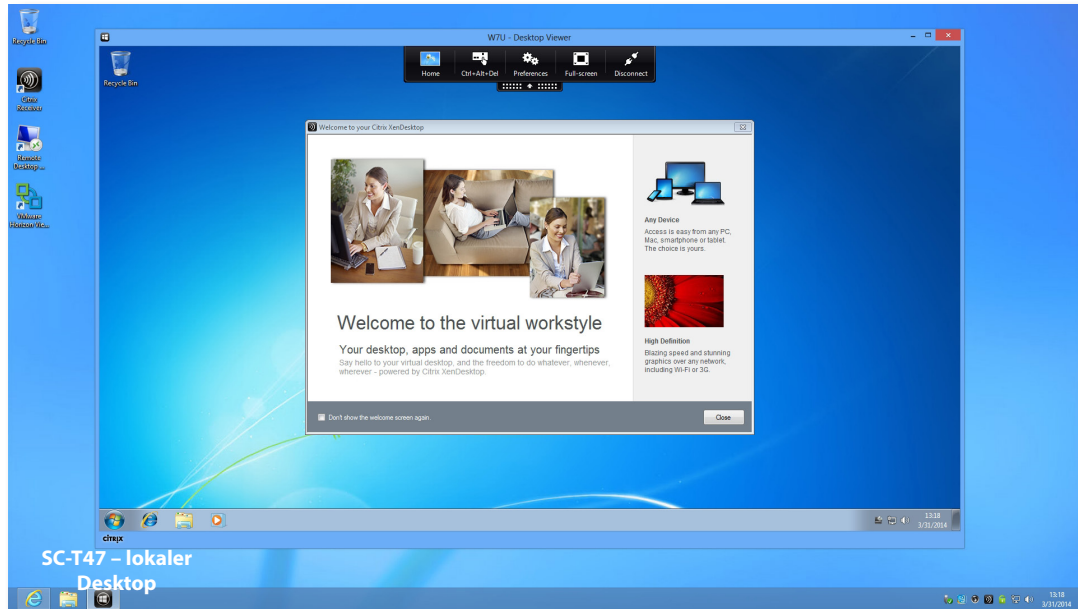 Recycle Bin
Citrix
Receiver
Remote
Desktop ...
VMware
Horizon Vie...
W7U - Desktop Viewer
Recycle Bin
Home
Ctrl+Alt+Del
Preferences
Full-screen
Disconnect
Welcome to your Citrix XenDesktop
Welcome to the virtual workstyle
Your desktop, apps and documents at your fingertips
Say hello to your virtual desktop, and the freedom to do whatever, whenever,
wherever - powered by Citrix XenDesktop.
Any Device
Access is easy from any PC,
Mac, smartphone or tablet.
The choice is yours.
High Definition
Blazing speed and stunning
graphics over any network,
including Wi-Fi or 3G.
Don't show the welcome screen again.
Close
13:18
3/31/2014
citrix
SC-T47 – lokaler
Desktop
13:18
3/31/2014